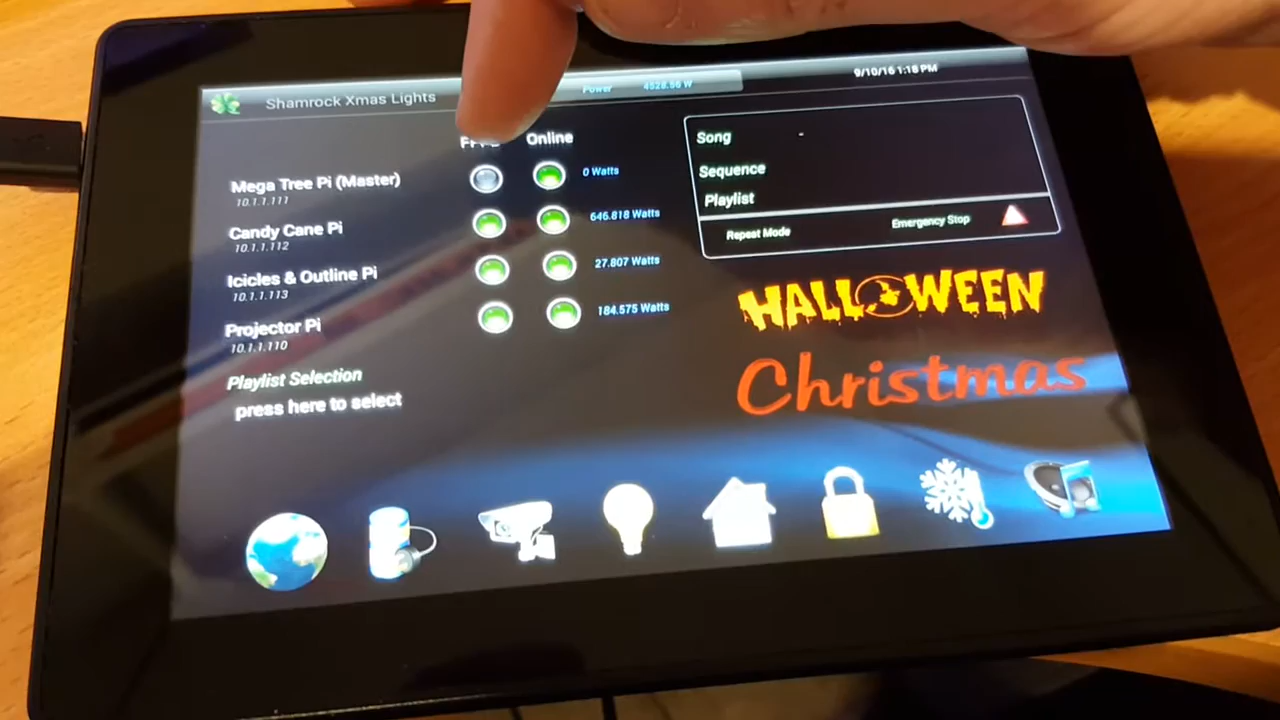 Shamrock Xmas Lights
Power 4528.56 W
9/10/16 1:18 PM
Online
Mega Tree Pi (Master)
10.1.1.111
0 Watts
Candy Cane Pi
10.1.1.112
646.818 Watts
Icicles & Outline Pi
10.1.1.113
27.807 Watts
Projector Pi
10.1.1.110
184.575 Watts
Playlist Selection
press here to select
Song -
Sequence
Playlist
Repeat Mode Emergency Stop
HALLOWEEN
Christmas